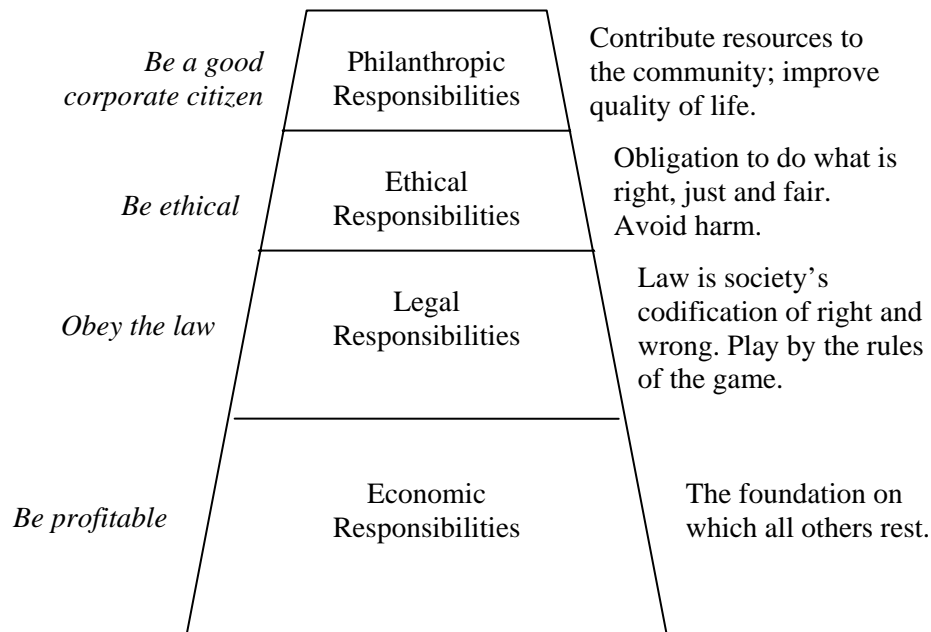 Be a good
corporate citizen
Philanthropic
Responsibilities
Contribute resources to
the community; improve
quality of life.
Be ethical
Ethical
Responsibilities
Obligation to do what is
right, just and fair.
Avoid harm.
Obey the law
Legal
Responsibilities
Law is society’s
codification of right and
wrong. Play by the rules
of the game.
Be profitable
Economic
Responsibilities
The foundation on
which all others rest.